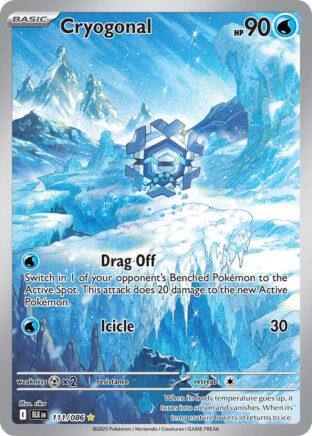 BASIC
Cryogonal
HP 90
Drag Off
Switch in 1 of your opponent's Benched Pokémon to the
Active Spot. This attack does 20 damage to the new Active
Pokémon.
Icicle 30
weakness ×2 resistance retreat
Illus. rika
D BLK EN 111/086
When its body temperature goes up, it
turns into steam and vanishes. When its
temperature lowers, it returns to ice.
©2025 Pokémon / Nintendo / Creatures / GAME FREAK